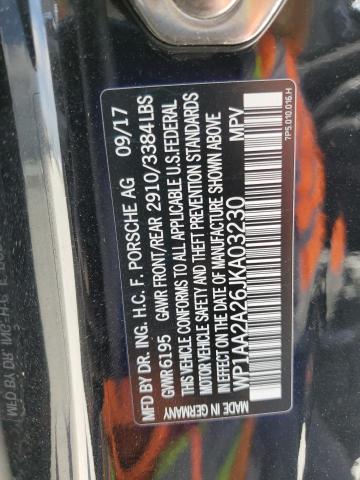 MFD BY DR. ING. H.C. F. PORSCHE AG 09/17
GVWR 6195 GAWR FRONT/REAR 2910/3384 LBS
THIS VEHICLE CONFORMS TO ALL APPLICABLE U.S. FEDERAL
MOTOR VEHICLE SAFETY AND THEFT PREVENTION STANDARDS
IN EFFECT ON THE DATE OF MANUFACTURE SHOWN ABOVE
WP1AA2A26JKA03230 MPV
MADE IN GERMANY
7P5.010.016.H